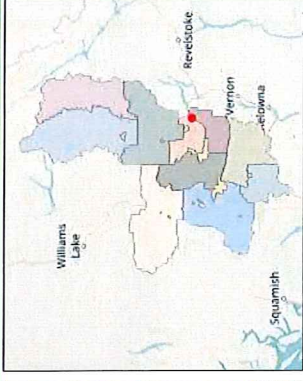 Revelstoke
Vernon
elowna
Williams
Lake
Squamish